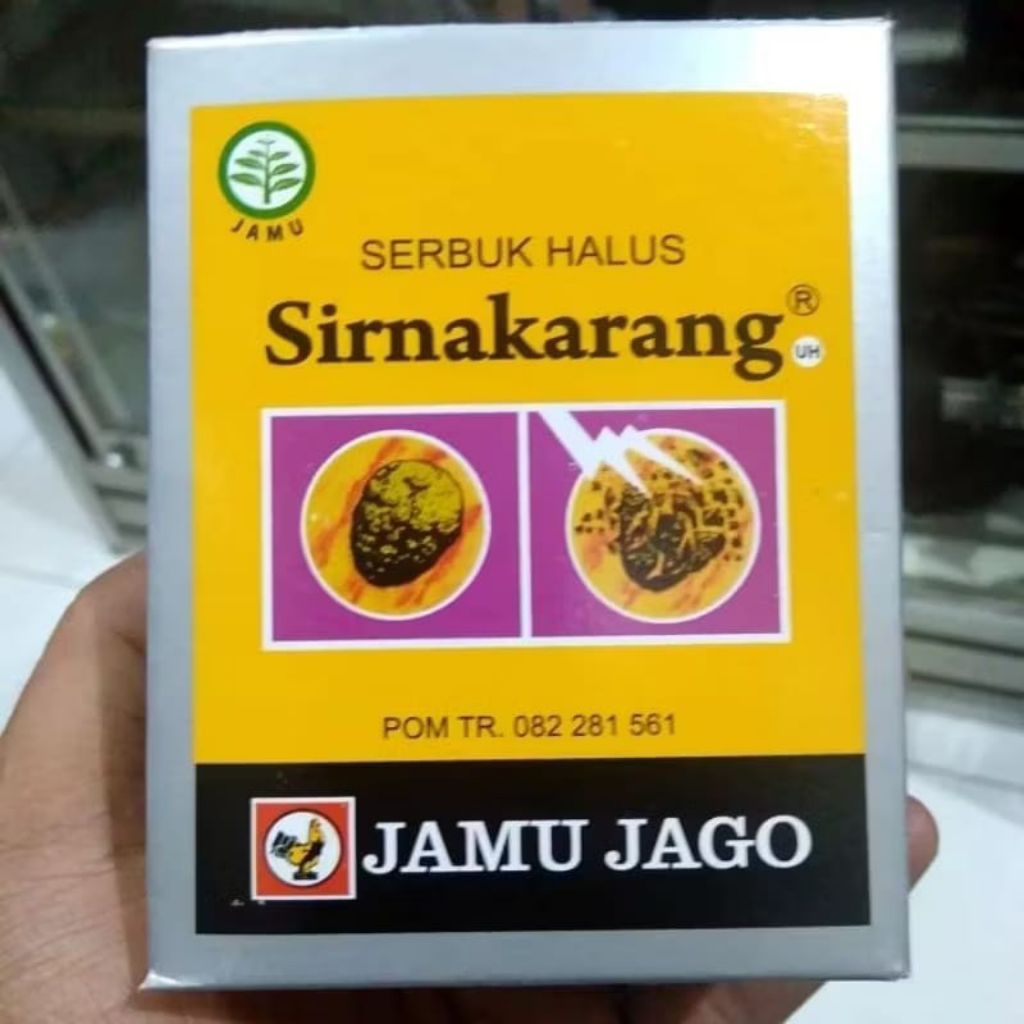 JAMU
SERBUK HALUS
Sirnakarang®
UH
POM TR. 082 281 561
JAMU JAGO